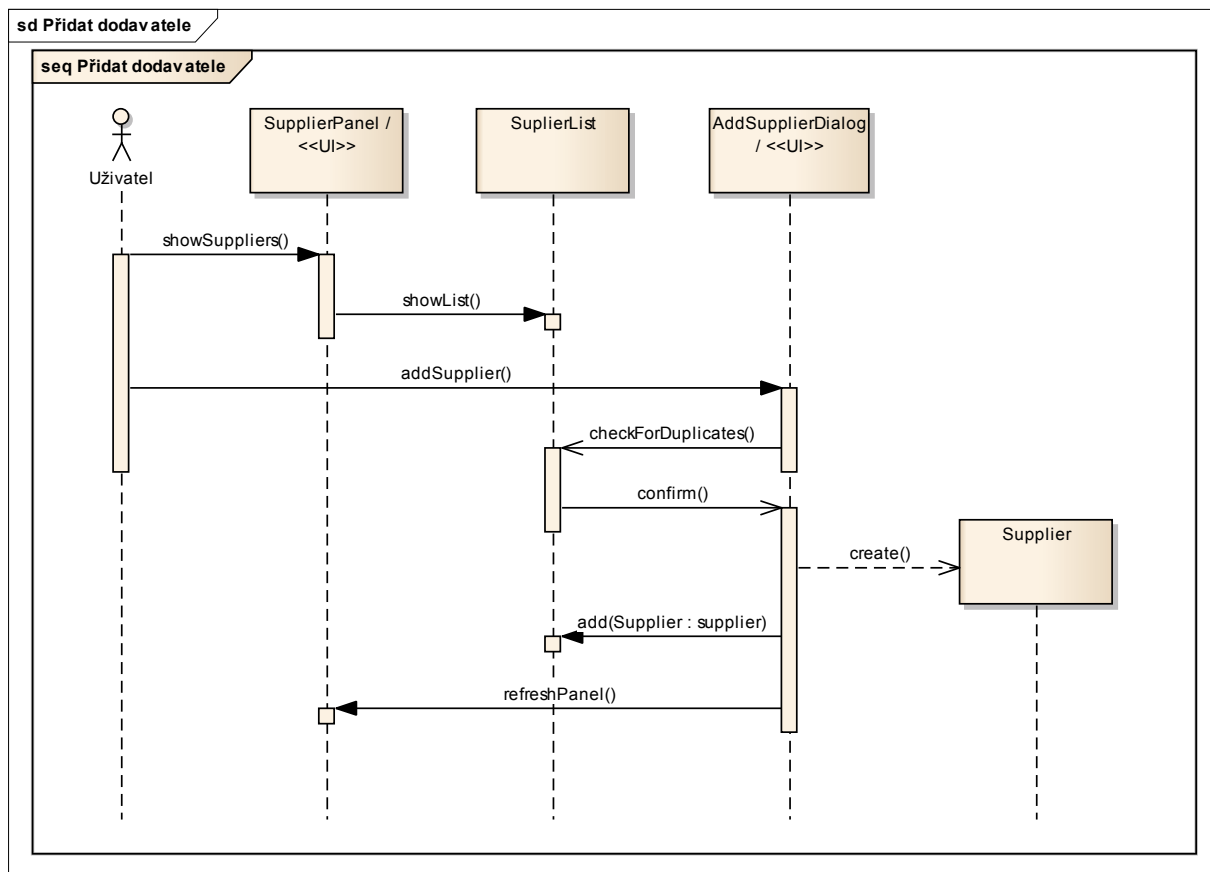 sd Přidat dodavatele
seq Přidat dodavatele
Uživatel
SupplierPanel /
<<UI>>
SuplierList
AddSupplierDialog
/ <<UI>>
showSuppliers()
showList()
addSupplier()
checkForDuplicates()
confirm()
Supplier
create()
add(Supplier : supplier)
refreshPanel()